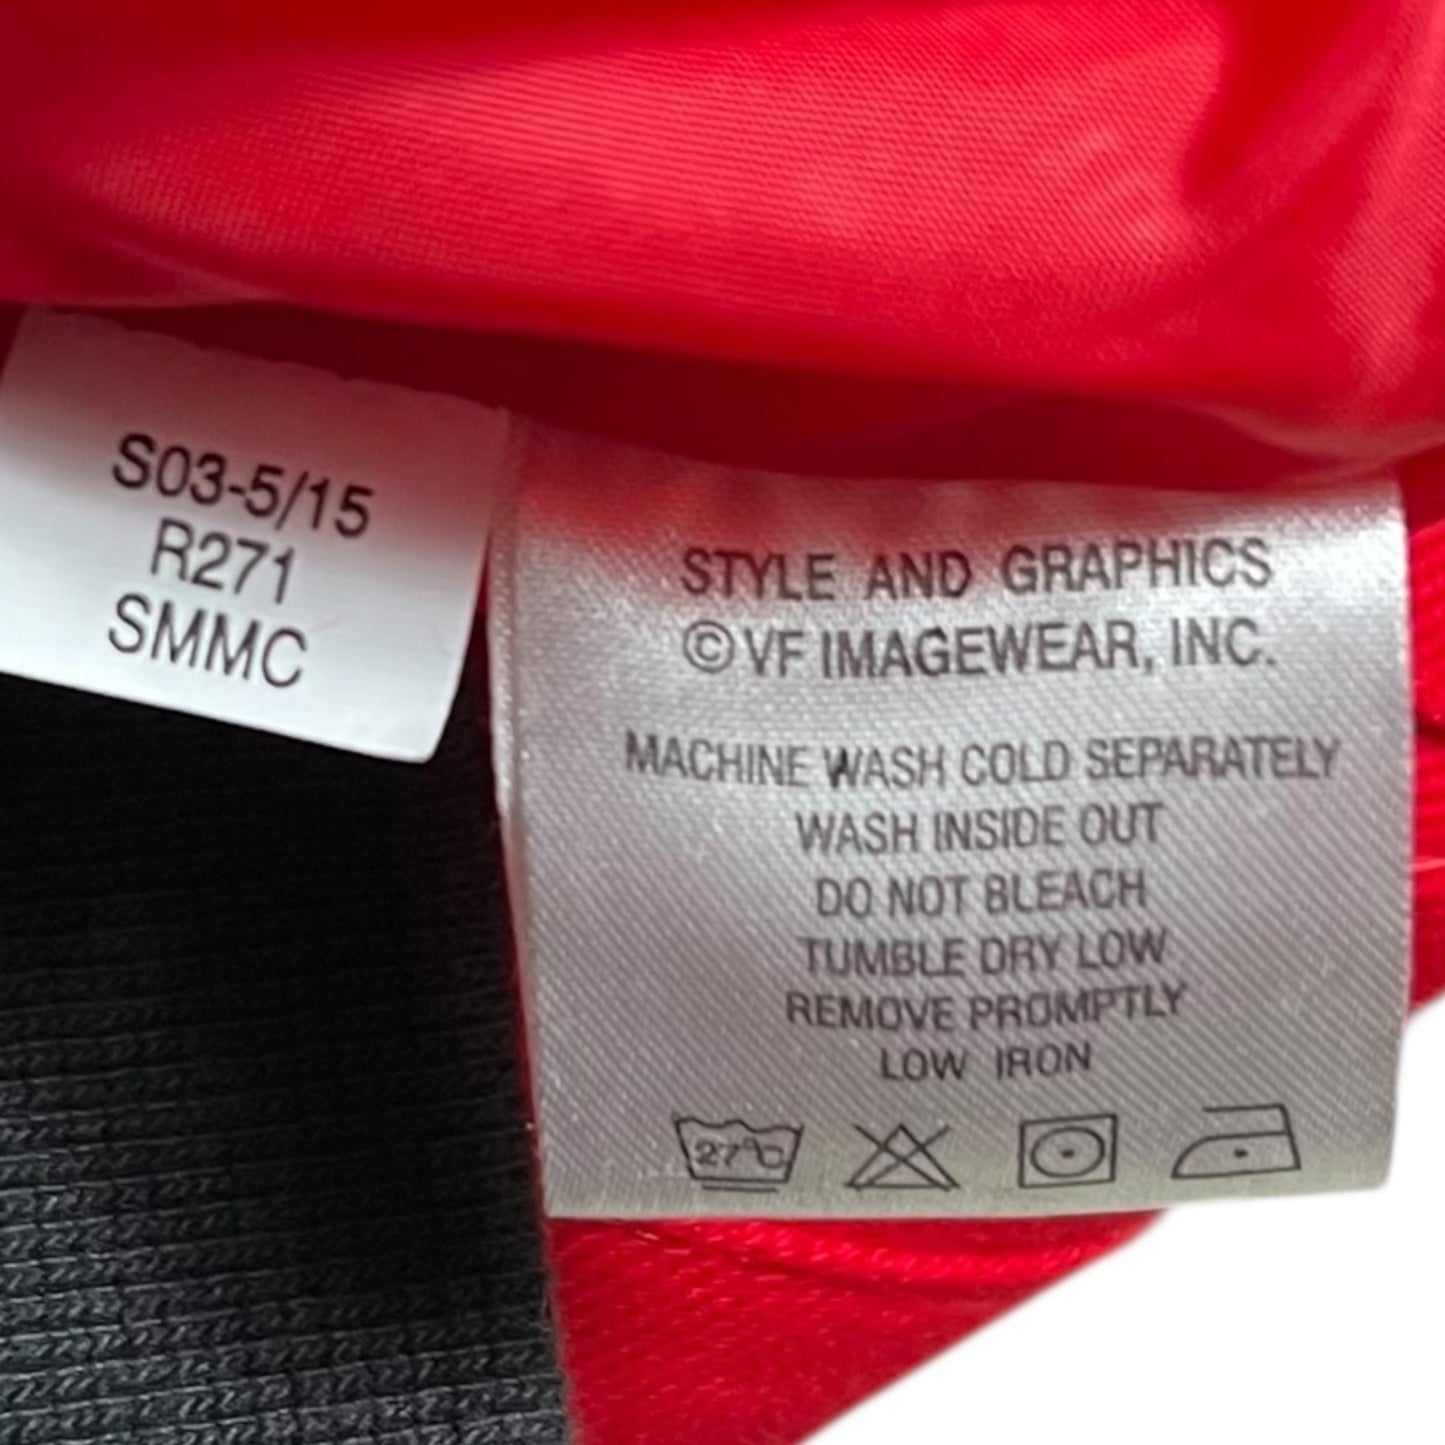 S03-5/15
R271
SMMC
STYLE AND GRAPHICS
©VF IMAGEWEAR, INC.
MACHINE WASH COLD SEPARATELY
WASH INSIDE OUT
DO NOT BLEACH
TUMBLE DRY LOW
REMOVE PROMPTLY
LOW IRON
27°C